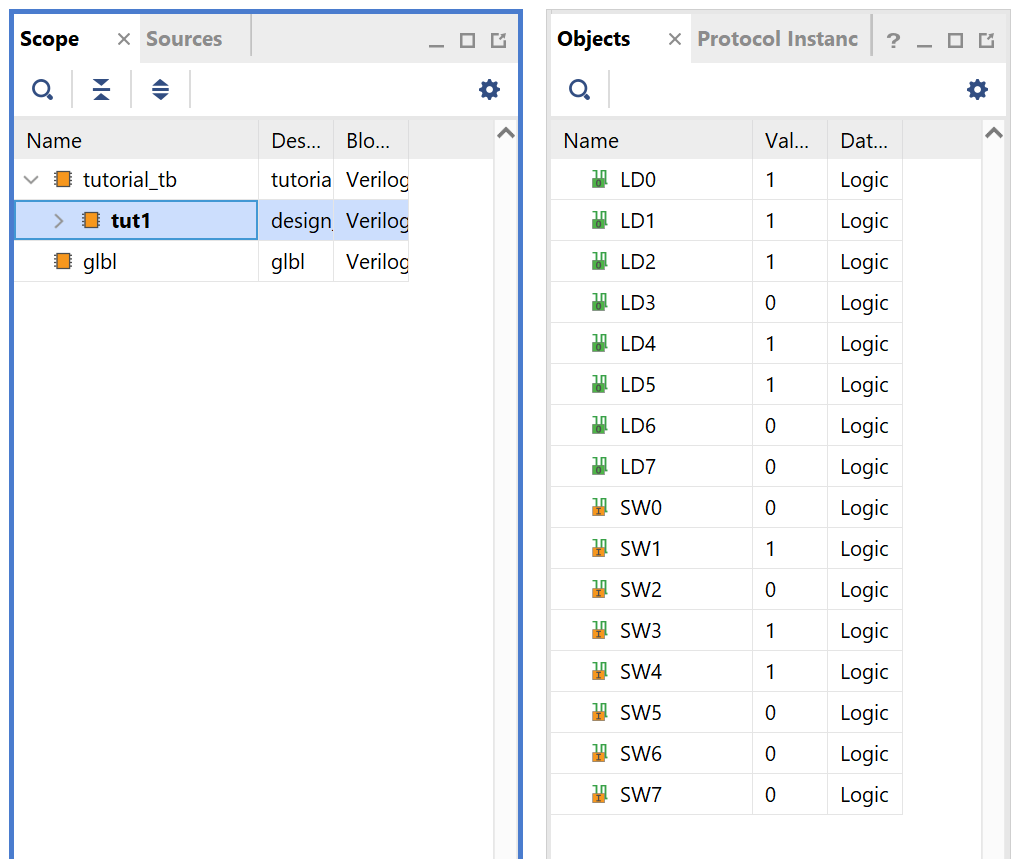 Scope Sources
Name Des... Blo...
tutorial_tb tutoria Verilog
tut1 design_ Verilog
glbl glbl Verilog
Objects Protocol Instanc ?
Name Val... Dat...
LD0 1 Logic
LD1 1 Logic
LD2 1 Logic
LD3 0 Logic
LD4 1 Logic
LD5 1 Logic
LD6 0 Logic
LD7 0 Logic
SW0 0 Logic
SW1 1 Logic
SW2 0 Logic
SW3 1 Logic
SW4 1 Logic
SW5 0 Logic
SW6 0 Logic
SW7 0 Logic